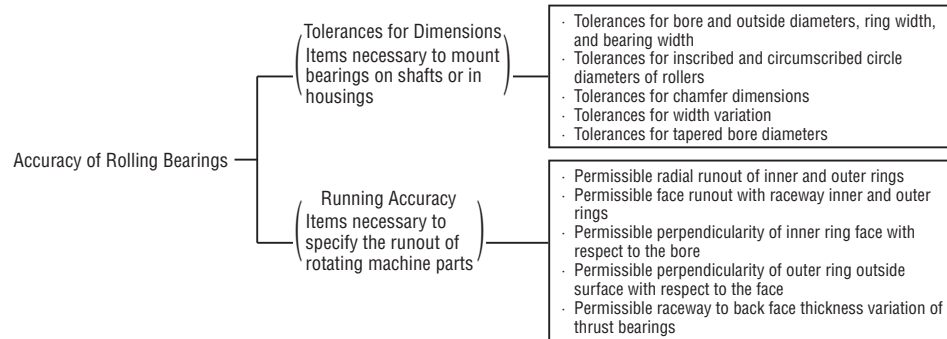 Accuracy of Rolling Bearings
Tolerances for Dimensions
(Items necessary to mount
bearings on shafts or in
housings)
· Tolerances for bore and outside diameters, ring width,
and bearing width
· Tolerances for inscribed and circumscribed circle
diameters of rollers
· Tolerances for chamfer dimensions
· Tolerances for width variation
· Tolerances for tapered bore diameters
Running Accuracy
(Items necessary to
specify the runout of
rotating machine parts)
· Permissible radial runout of inner and outer rings
· Permissible face runout with raceway inner and outer
rings
· Permissible perpendicularity of inner ring face with
respect to the bore
· Permissible perpendicularity of outer ring outside
surface with respect to the face
· Permissible raceway to back face thickness variation of
thrust bearings